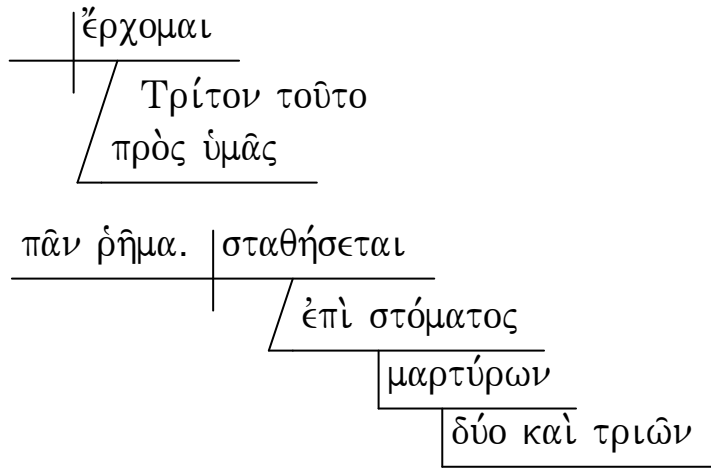 ἔρχομαι
Τρίτον τοῦτο
πρὸς ὑμᾶς
πᾶν ῥῆμα. σταθήσεται
ἐπὶ στόματος
μαρτύρων
δύο καὶ τριῶν